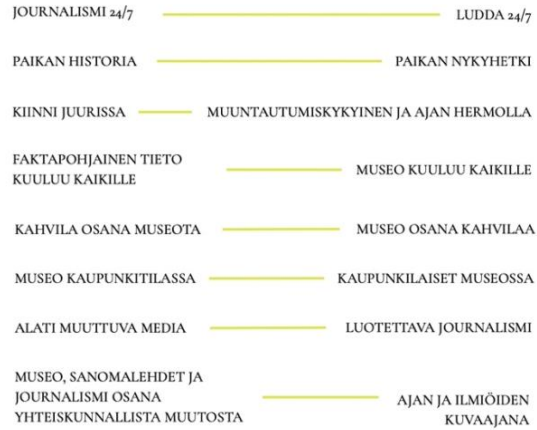 JOURNALISMI 24/7 LUDDA 24/7
PAIKAN HISTORIA PAIKAN NYKYHETKI
KIINNI JUURISSA MUUNTAUTUMISKYKYINEN JA AJAN HERMOLLA
FAKTAPOHJAINEN TIETO
KUULUU KAIKILLE
MUSEO KUULUU KAIKILLE
KAHVILA OSANA MUSEOTA MUSEO OSANA KAHVILAA
MUSEO KAUPUNKITILASSA KAUPUNKILAISET MUSEOSSA
ALATI MUUTTUVA MEDIA LUOTETTAVA JOURNALISMI
MUSEO, SANOMALEHDET JA
JOURNALISMI OSANA
YHTEISKUNNALLISTA MUUTOSTA
AJAN JA ILMIÖIDEN
KUVAAJANA